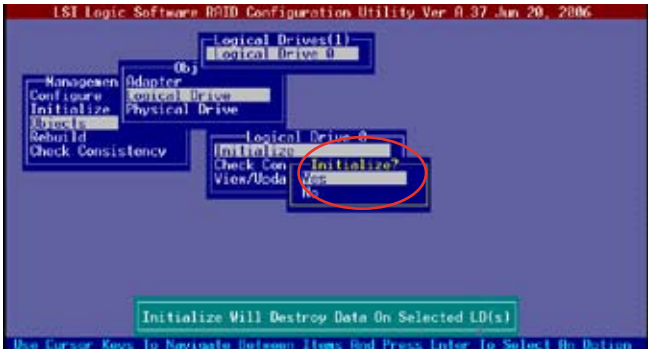 LSI Logic Software RAID Configuration Utility Ver A.37 Jun 20, 2006
Logical Drives(1)
Logical Drive 0
Obj
Adapter
Logical Drive
Physical Drive
Managemen
Configure
Initialize
Objects
Rebuild
Check Consistency
Logical Drive 0
Initialize
Check Con
View/Upda
Initialize?
Yes
No
Initialize Will Destroy Data On Selected LD(s)
Use Cursor Keys To Navigate Between Items And Press Enter To Select An Option